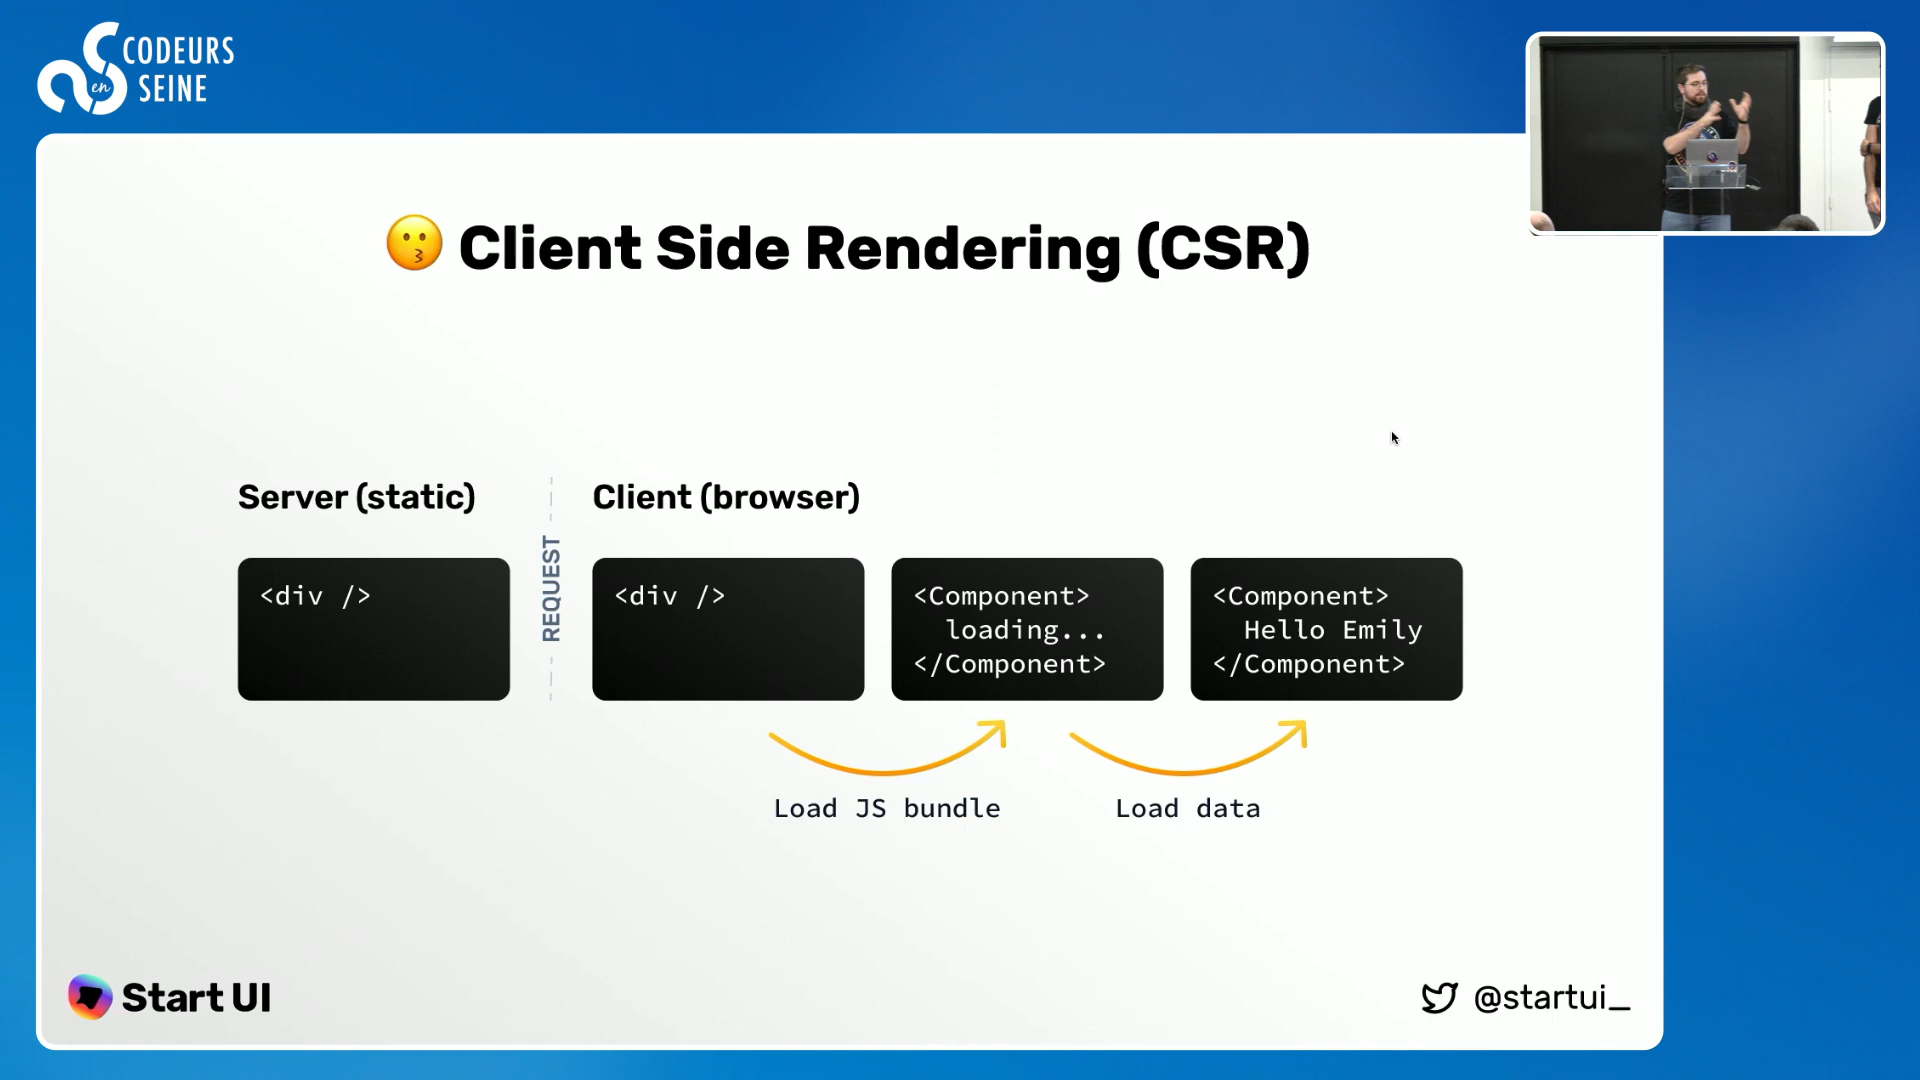 CODEURS
en
SEINE
😗 Client Side Rendering (CSR)
Server (static)
REQUEST
Client (browser)
<div />
<div />
<Component>
loading...
</Component>
<Component>
Hello Emily
</Component>
Load JS bundle
Load data
Start UI
@startui_